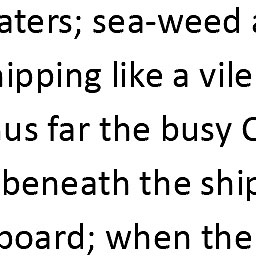 aters; sea-weed a
hipping like a vile
us far the busy C
beneath the ship
board; when the